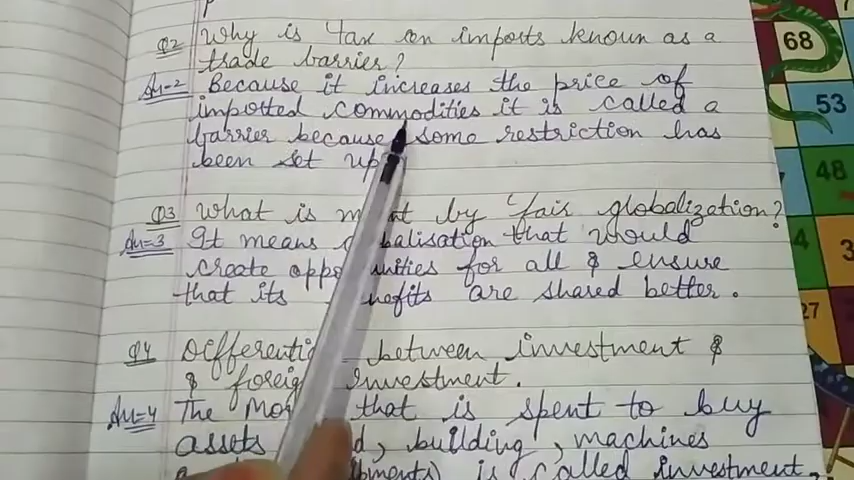 Q2 Why is tax on imports known as a
trade barrier?
Ans-2 Because it increases the price of
imported commodities it is called a
barrier because some restriction has
been set up
Q3 What is by fair globalization?
Ans=3 It means that would
create for all & ensure
that its are shared better.
Q4 between investment &
& Investment.
Ans=4 The that is spent to buy
assets building, machines
is called investment.
68
53
48
4
3
27